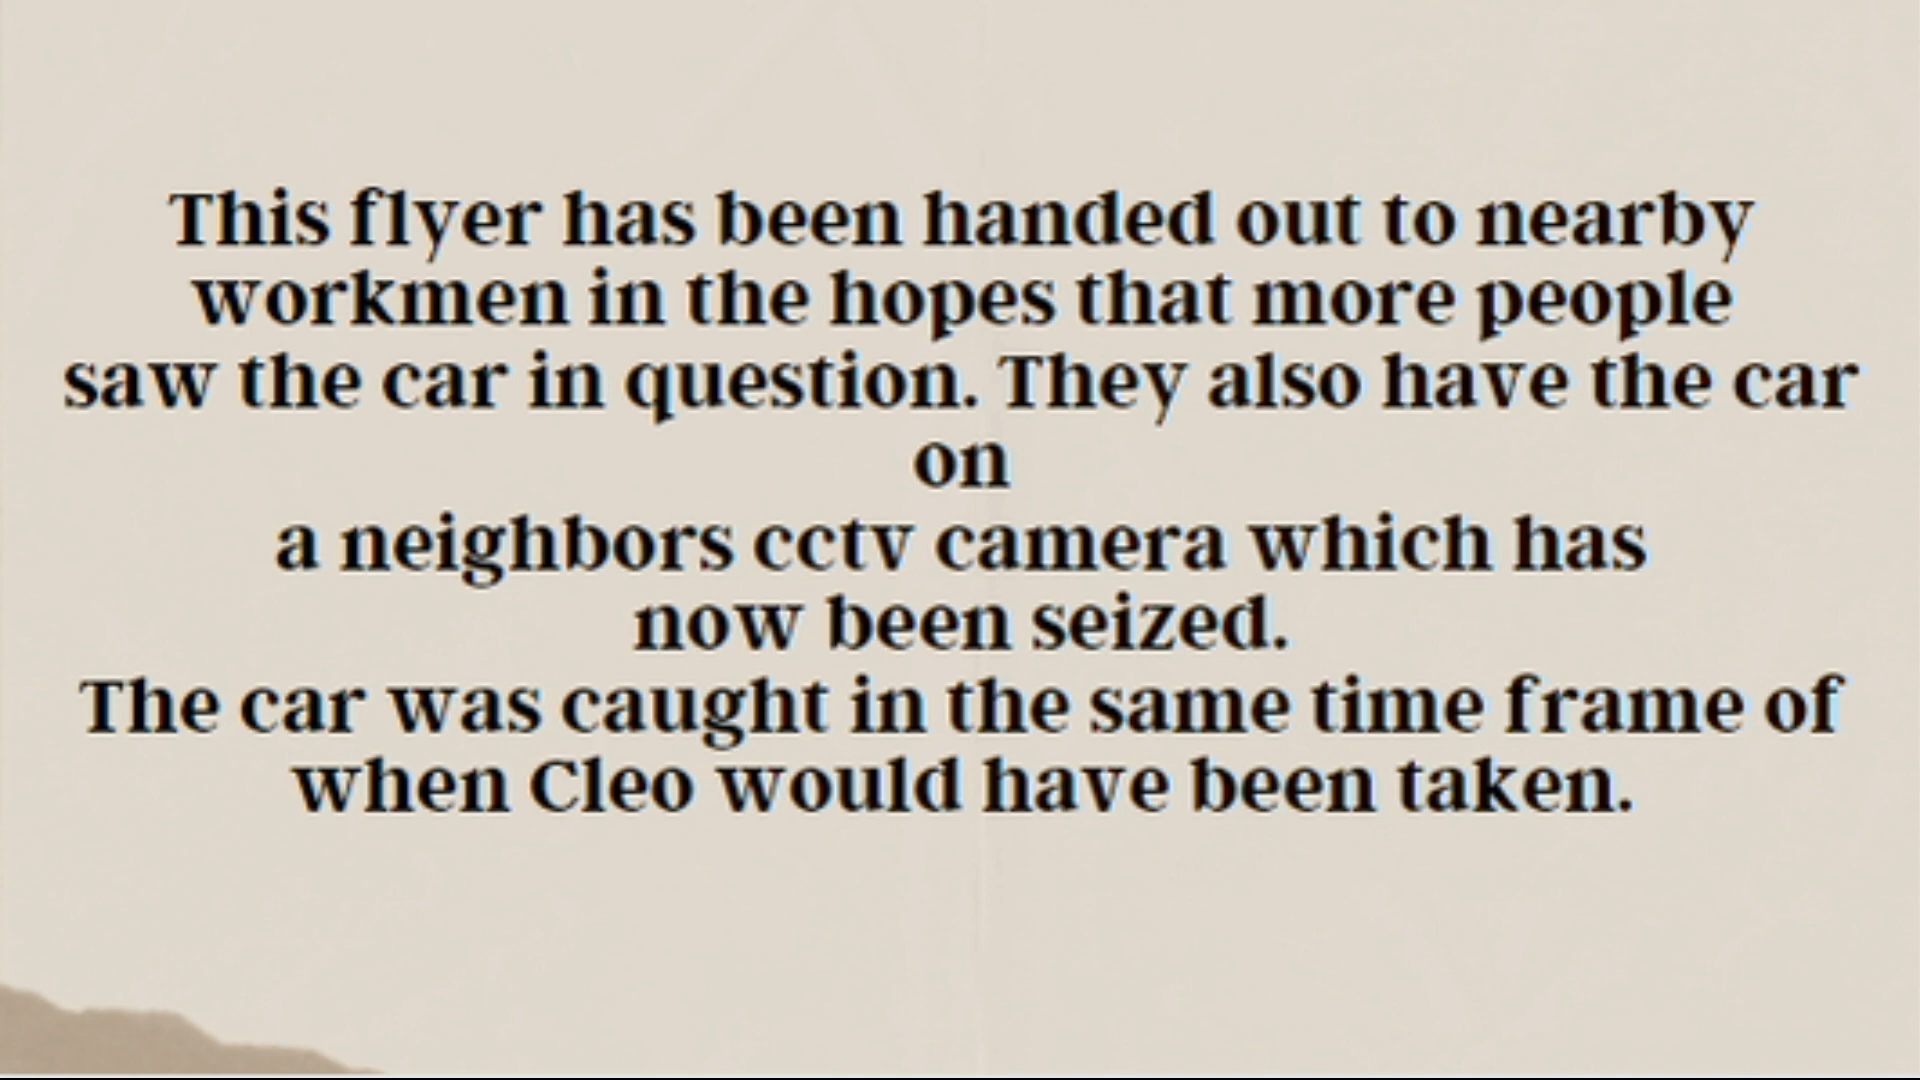 This flyer has been handed out to nearby
workmen in the hopes that more people
saw the car in question. They also have the car
on
a neighbors cctv camera which has
now been seized.
The car was caught in the same time frame of
when Cleo would have been taken.